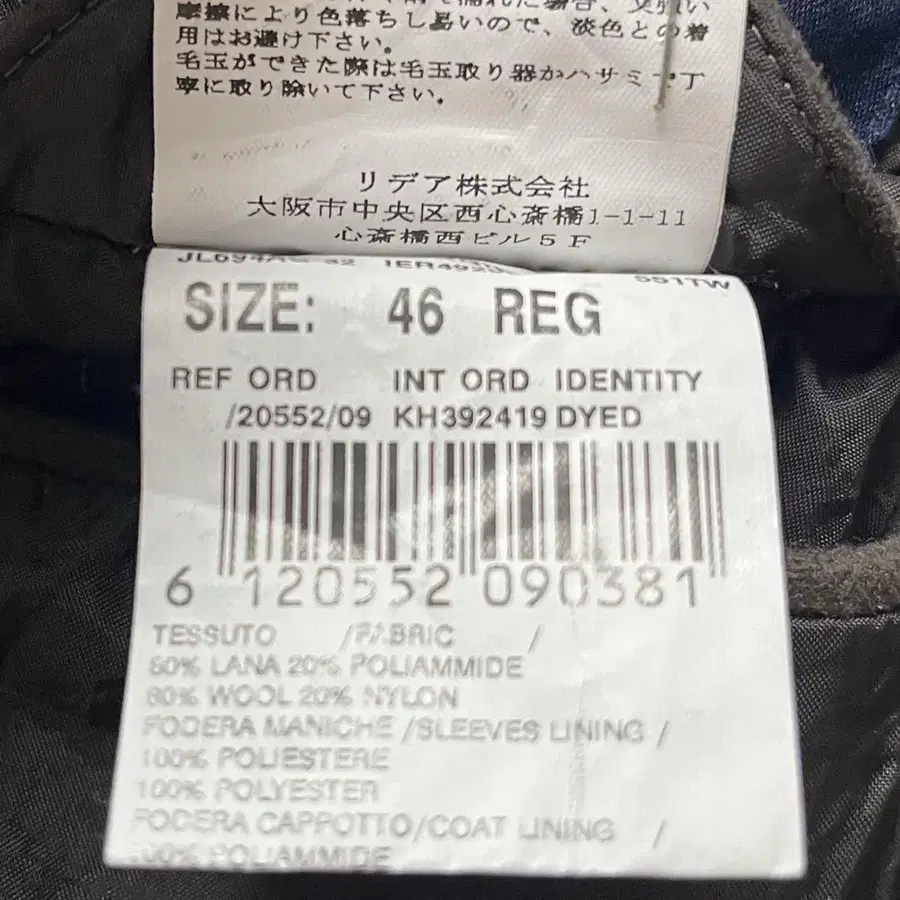 摩擦により色落ちし易いので、淡色との着
用はお避け下さい。
毛玉ができた際は毛玉取り器かハサミで丁
寧に取り除いて下さい。
リデア株式会社
大阪市中央区西心斎橋1-1-11
心斎橋西ビル5F
551TW
SIZE: 46 REG
REF ORD INT ORD IDENTITY
/20552/09 KH392419 DYED
6 120552 090381
TESSUTO /FABRIC /
80% LANA 20% POLIAMMIDE
80% WOOL 20% NYLON
FODERA MANICHE /SLEEVES LINING /
100% POLIESTERE
100% POLYESTER
FODERA CAPPOTTO/COAT LINING /
100% POLIAMMIDE